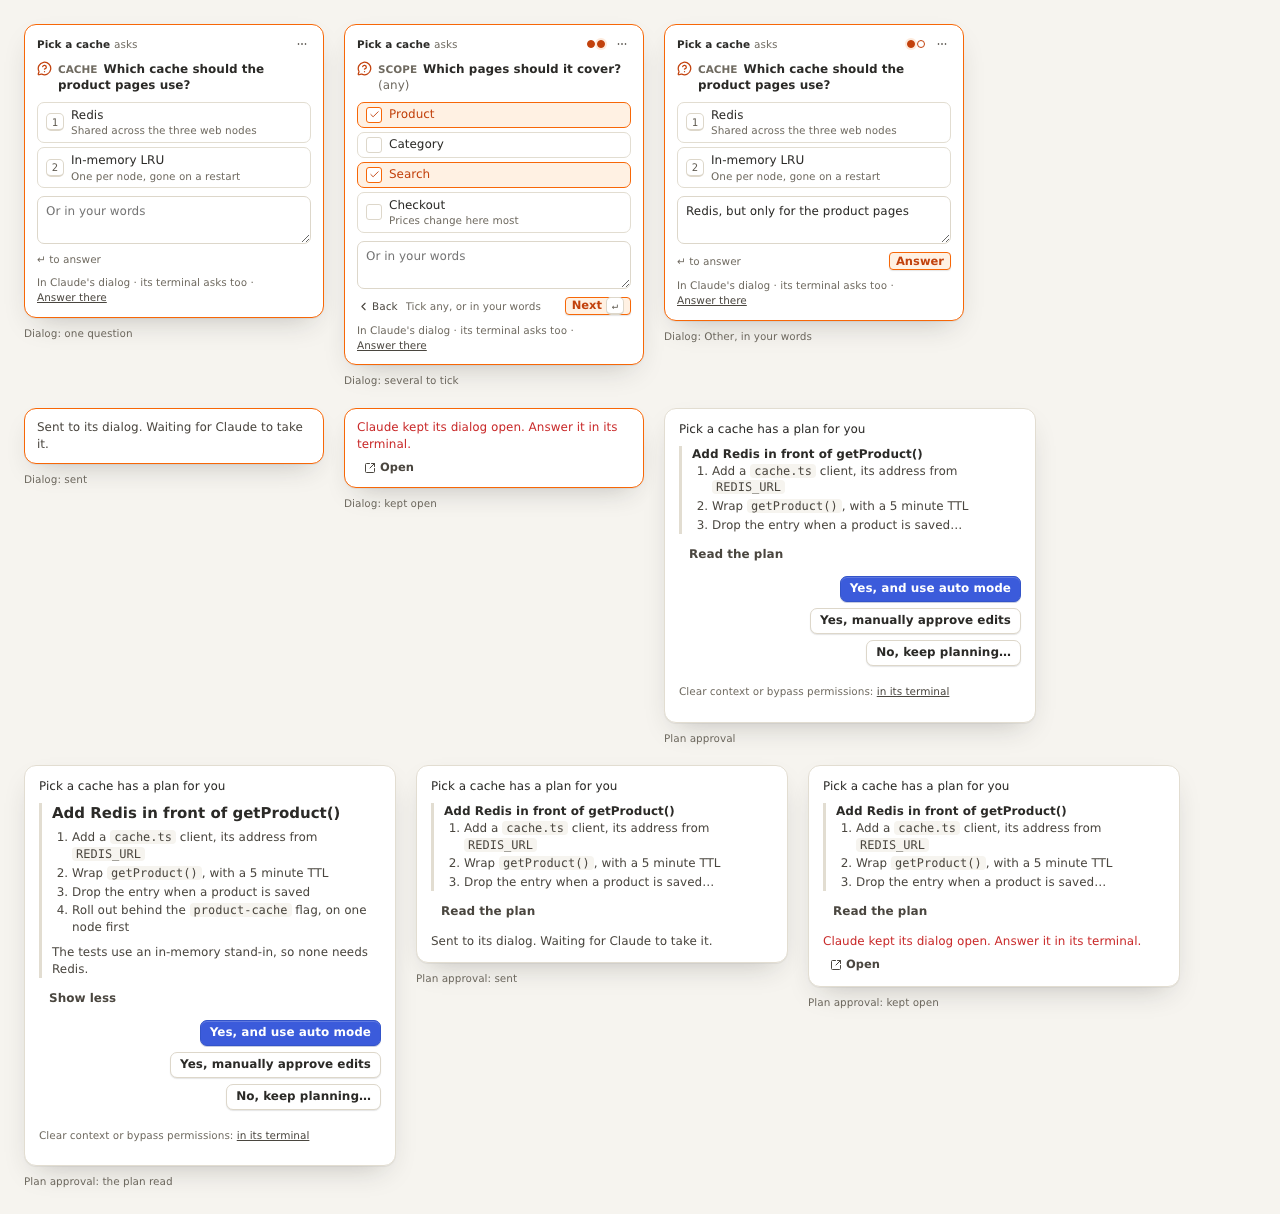 Pick a cache asks
CACHE Which cache should the
product pages use?
1 Redis
Shared across the three web nodes
2 In-memory LRU
One per node, gone on a restart
Or in your words
↵ to answer
In Claude's dialog · its terminal asks too ·
Answer there
Dialog: one question
Pick a cache asks
SCOPE Which pages should it cover?
(any)
Product
Category
Search
Checkout
Prices change here most
Or in your words
Back Tick any, or in your words Next ↵
In Claude's dialog · its terminal asks too ·
Answer there
Dialog: several to tick
Pick a cache asks
CACHE Which cache should the
product pages use?
1 Redis
Shared across the three web nodes
2 In-memory LRU
One per node, gone on a restart
Redis, but only for the product pages
↵ to answer Answer
In Claude's dialog · its terminal asks too ·
Answer there
Dialog: Other, in your words
Sent to its dialog. Waiting for Claude to take
it.
Dialog: sent
Claude kept its dialog open. Answer it in its
terminal.
Open
Dialog: kept open
Pick a cache has a plan for you
Add Redis in front of getProduct()
1. Add a cache.ts client, its address from
REDIS_URL
2. Wrap getProduct(), with a 5 minute TTL
3. Drop the entry when a product is saved…
Read the plan
Yes, and use auto mode
Yes, manually approve edits
No, keep planning…
Clear context or bypass permissions: in its terminal
Plan approval
Pick a cache has a plan for you
Add Redis in front of getProduct()
1. Add a cache.ts client, its address from
REDIS_URL
2. Wrap getProduct(), with a 5 minute TTL
3. Drop the entry when a product is saved
4. Roll out behind the product-cache flag, on one
node first
The tests use an in-memory stand-in, so none needs
Redis.
Show less
Yes, and use auto mode
Yes, manually approve edits
No, keep planning…
Clear context or bypass permissions: in its terminal
Plan approval: the plan read
Pick a cache has a plan for you
Add Redis in front of getProduct()
1. Add a cache.ts client, its address from
REDIS_URL
2. Wrap getProduct(), with a 5 minute TTL
3. Drop the entry when a product is saved…
Read the plan
Sent to its dialog. Waiting for Claude to take it.
Plan approval: sent
Pick a cache has a plan for you
Add Redis in front of getProduct()
1. Add a cache.ts client, its address from
REDIS_URL
2. Wrap getProduct(), with a 5 minute TTL
3. Drop the entry when a product is saved…
Read the plan
Claude kept its dialog open. Answer it in its terminal.
Open
Plan approval: kept open